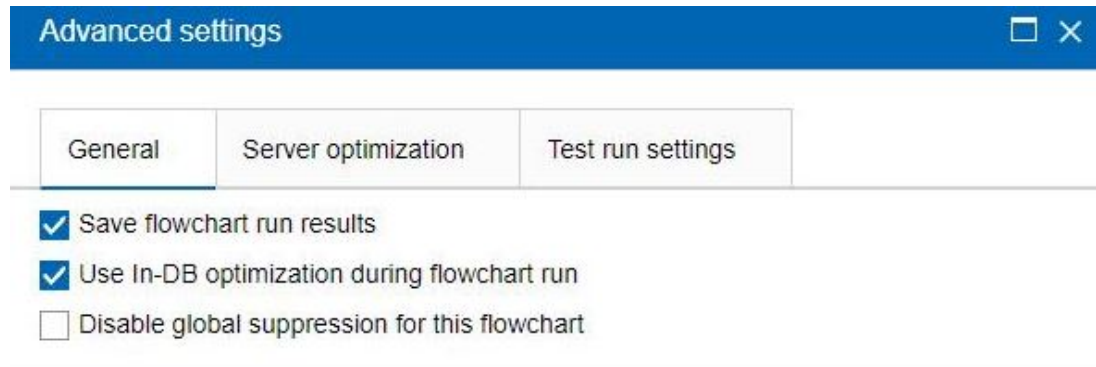 Advanced settings
General Server optimization Test run settings
Save flowchart run results
Use In-DB optimization during flowchart run
Disable global suppression for this flowchart